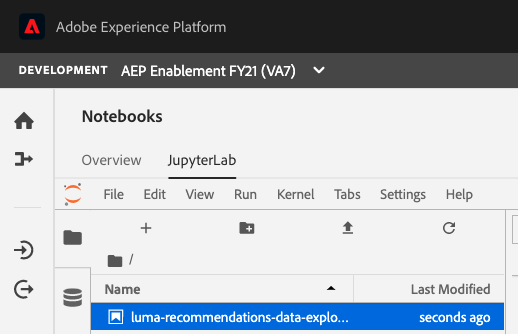 Adobe Experience Platform
DEVELOPMENT AEP Enablement FY21 (VA7)
Notebooks
Overview JupyterLab
File Edit View Run Kernel Tabs Settings Help
/
Name Last Modified
luma-recommendations-data-explo... seconds ago